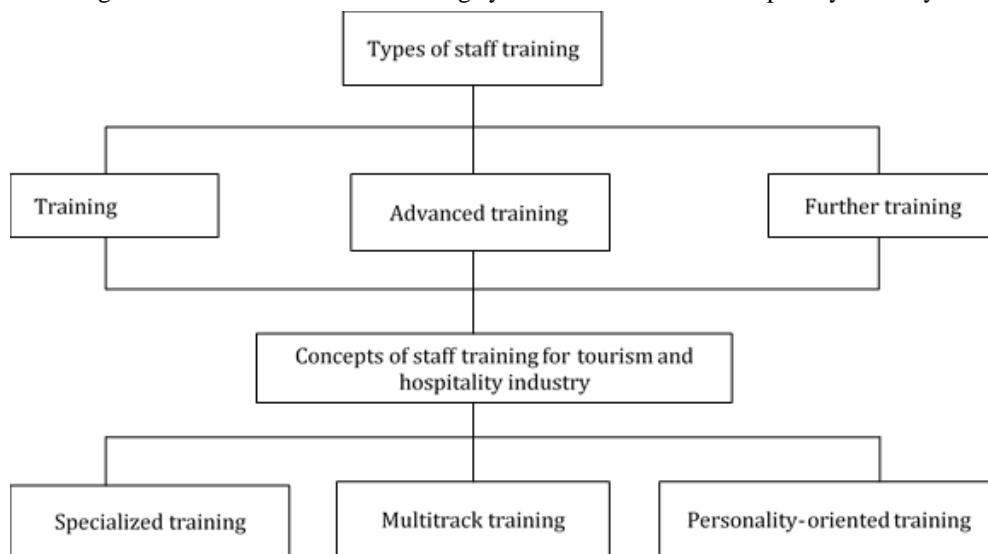 Types of staff training
Training
Advanced training
Further training
Concepts of staff training for tourism and
hospitality industry
Specialized training
Multitrack training
Personality-oriented training